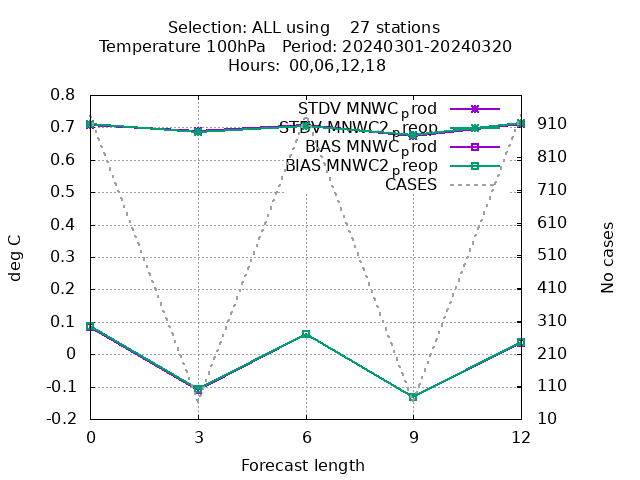 Selection: ALL using    27 stations
Temperature 100hPa   Period: 20240301-20240320
Hours: 00,06,12,18
STDV MNWC_prod
STDV MNWC2_preop
BIAS MNWC_prod
BIAS MNWC2_preop
CASES
0.8
0.7
0.6
0.5
0.4
0.3
0.2
0.1
0
-0.1
-0.2
deg C
910
810
710
610
510
410
310
210
110
10
No cases
0 3 6 9 12
Forecast length